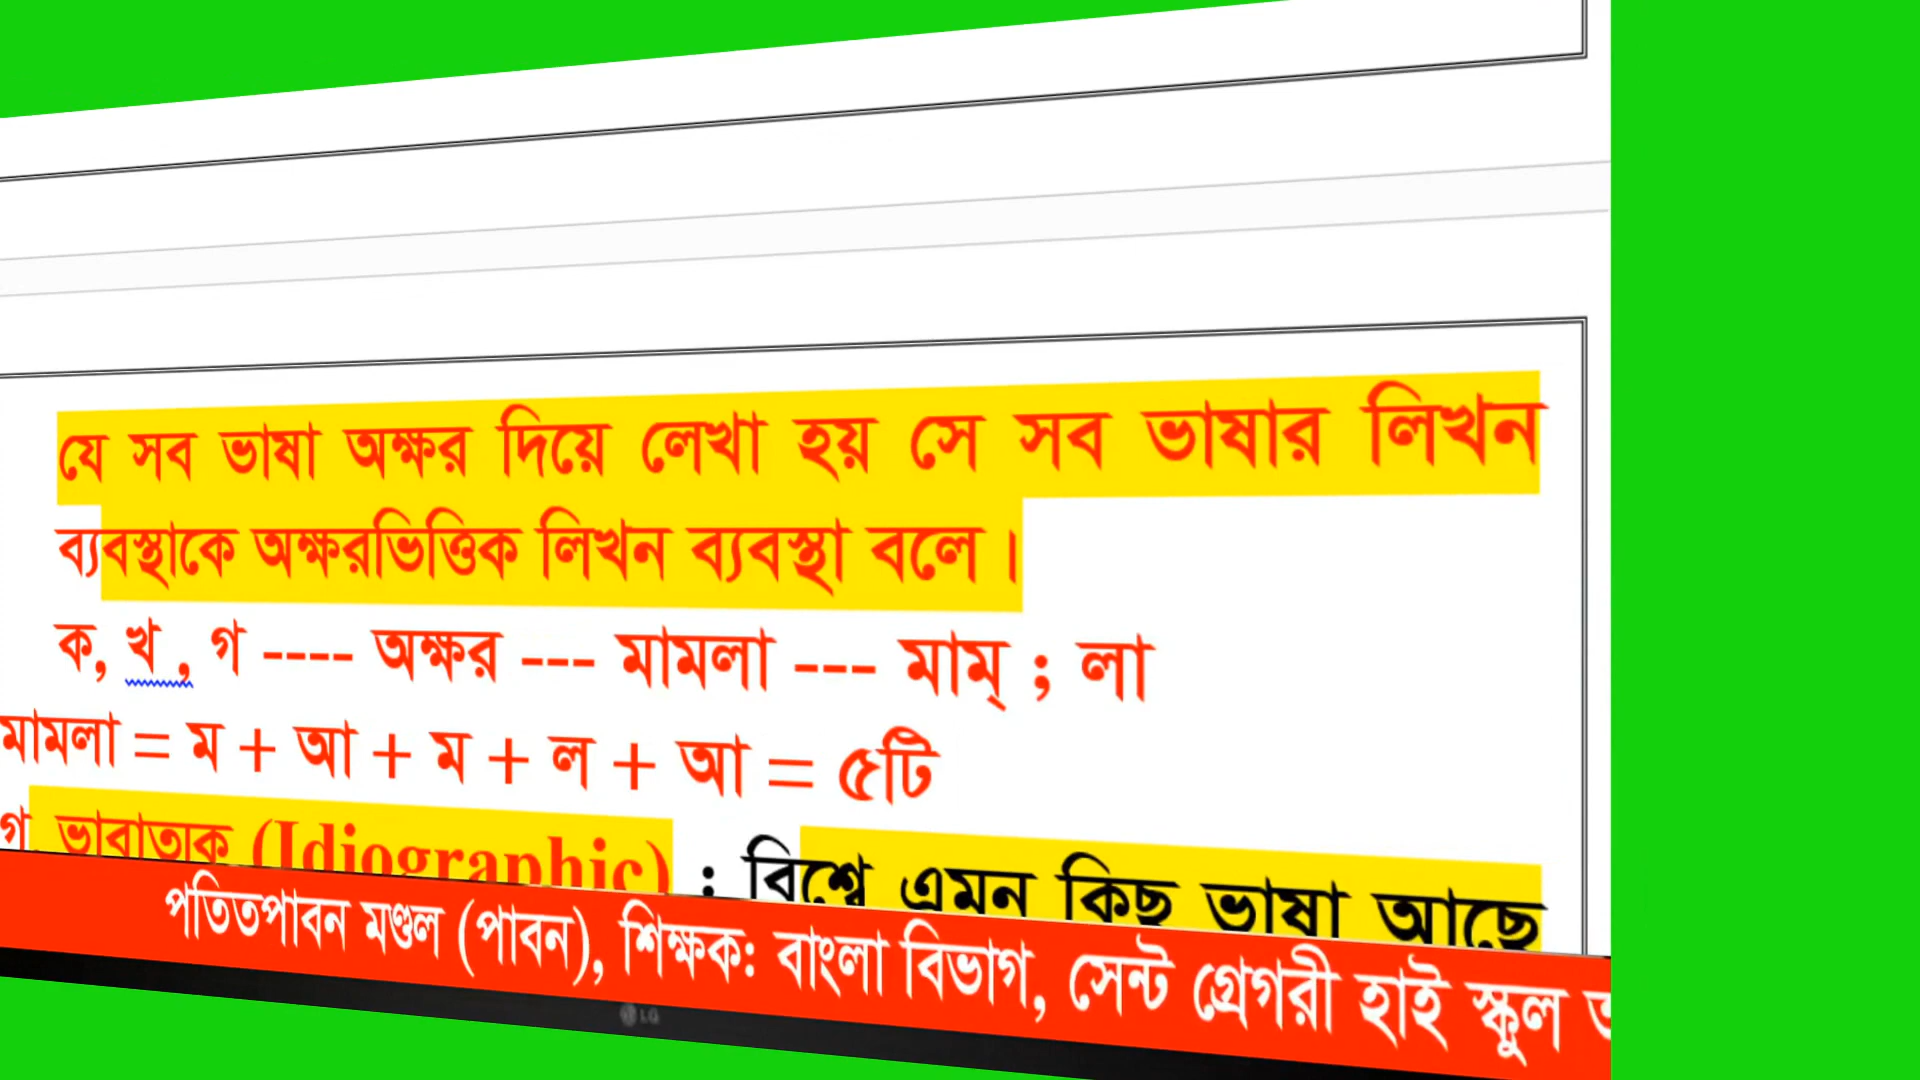 যে সব ভাষা অক্ষর দিয়ে লেখা হয় সে সব ভাষার লিখন
ব্যবস্থাকে অক্ষরভিত্তিক লিখন ব্যবস্থা বলে।
ক, খ , গ ---- অক্ষর --- মামলা --- মাম্ ; লা
মামলা = ম + আ + ম + ল + আ = ৫টি
গ. ভাবাত্মক (Idiographic) : বিশ্বে এমন কিছু ভাষা আছে
পতিতপাবন মণ্ডল (পাবন), শিক্ষক: বাংলা বিভাগ, সেন্ট গ্রেগরী হাই স্কুল
LG